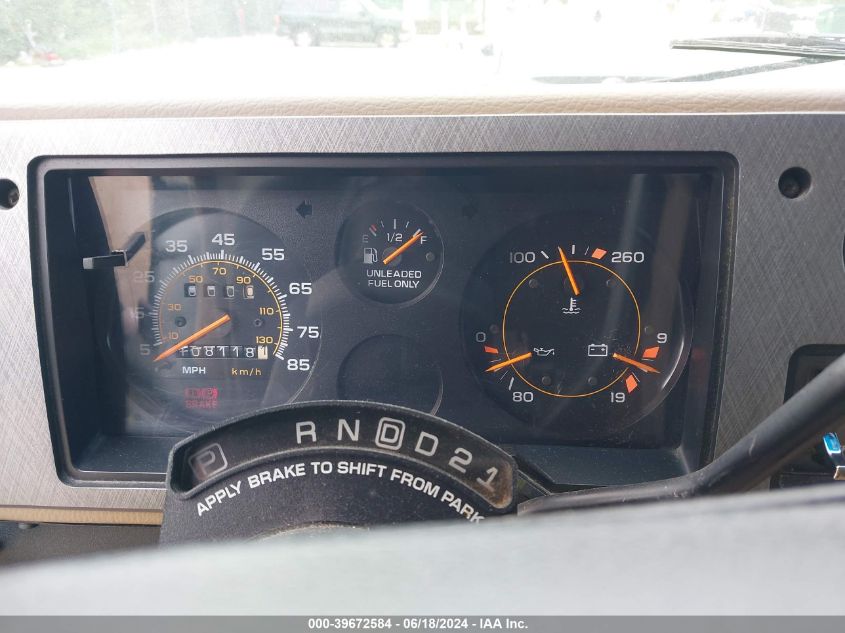 35 45 55
25 65
15 75
5 85
50 70 90
30 110
10 130
081181
MPH km/h
BRAKE
E 1/2 F
UNLEADED
FUEL ONLY
100 260
0 9
80 19
P R N D D 2 1
APPLY BRAKE TO SHIFT FROM PARK
000-39672584 - 06/18/2024 - IAA Inc.